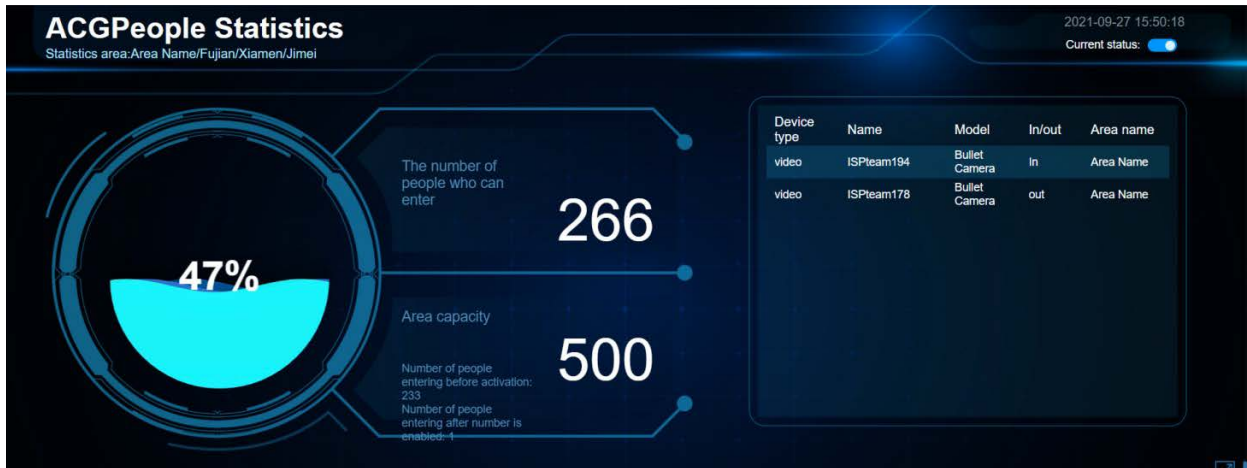 ACGPeople Statistics
Statistics area:Area Name/Fujian/Xiamen/Jimei
2021-09-27 15:50:18
Current status:
47%
The number of
people who can
enter
266
Area capacity
500
Number of people
entering before activation:
233
Number of people
entering after number is
enabled: 1
Device type Name Model In/out Area name
video ISPteam194 Bullet Camera In Area Name
video ISPteam178 Bullet Camera out Area Name